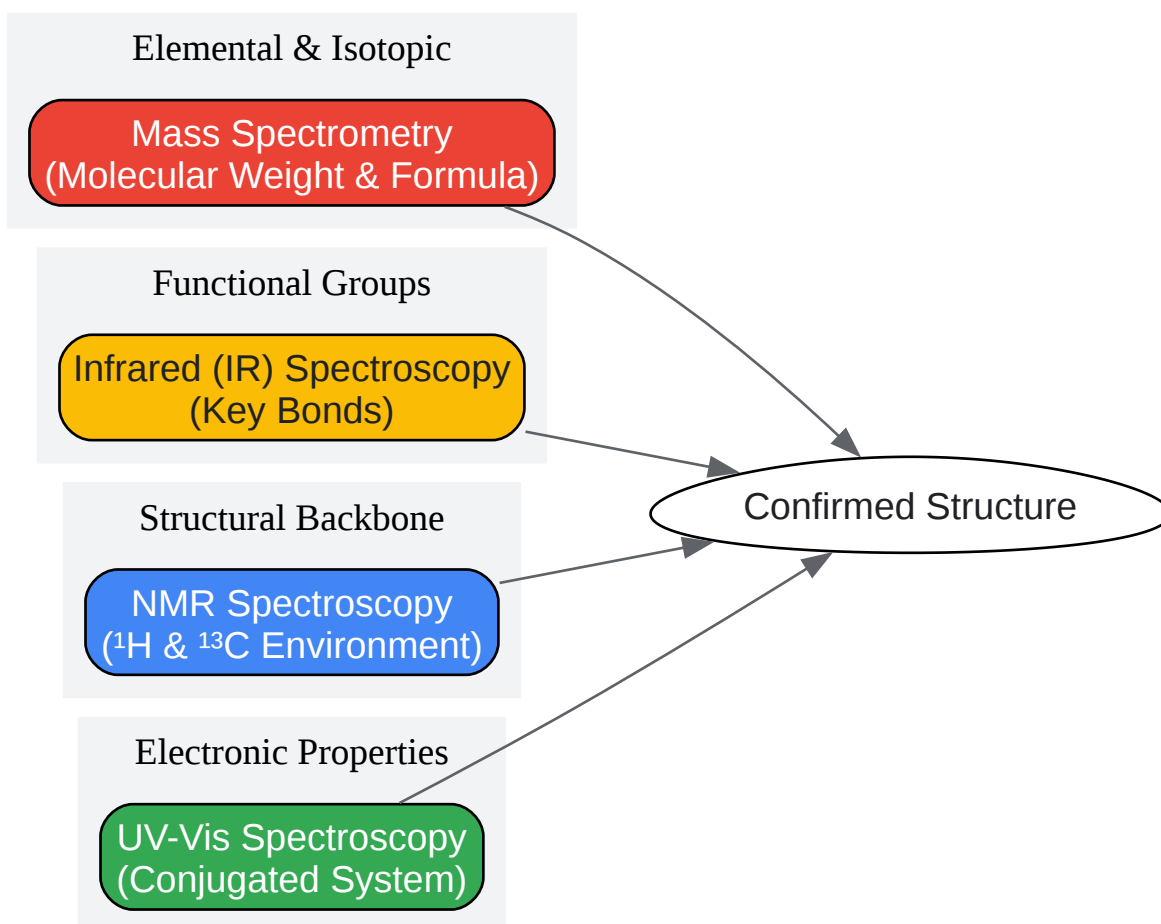 Elemental & Isotopic
Mass Spectrometry
(Molecular Weight & Formula)
Functional Groups
Infrared (IR) Spectroscopy
(Key Bonds)
Structural Backbone
NMR Spectroscopy
(¹H & ¹³C Environment)
Electronic Properties
UV-Vis Spectroscopy
(Conjugated System)
Confirmed Structure